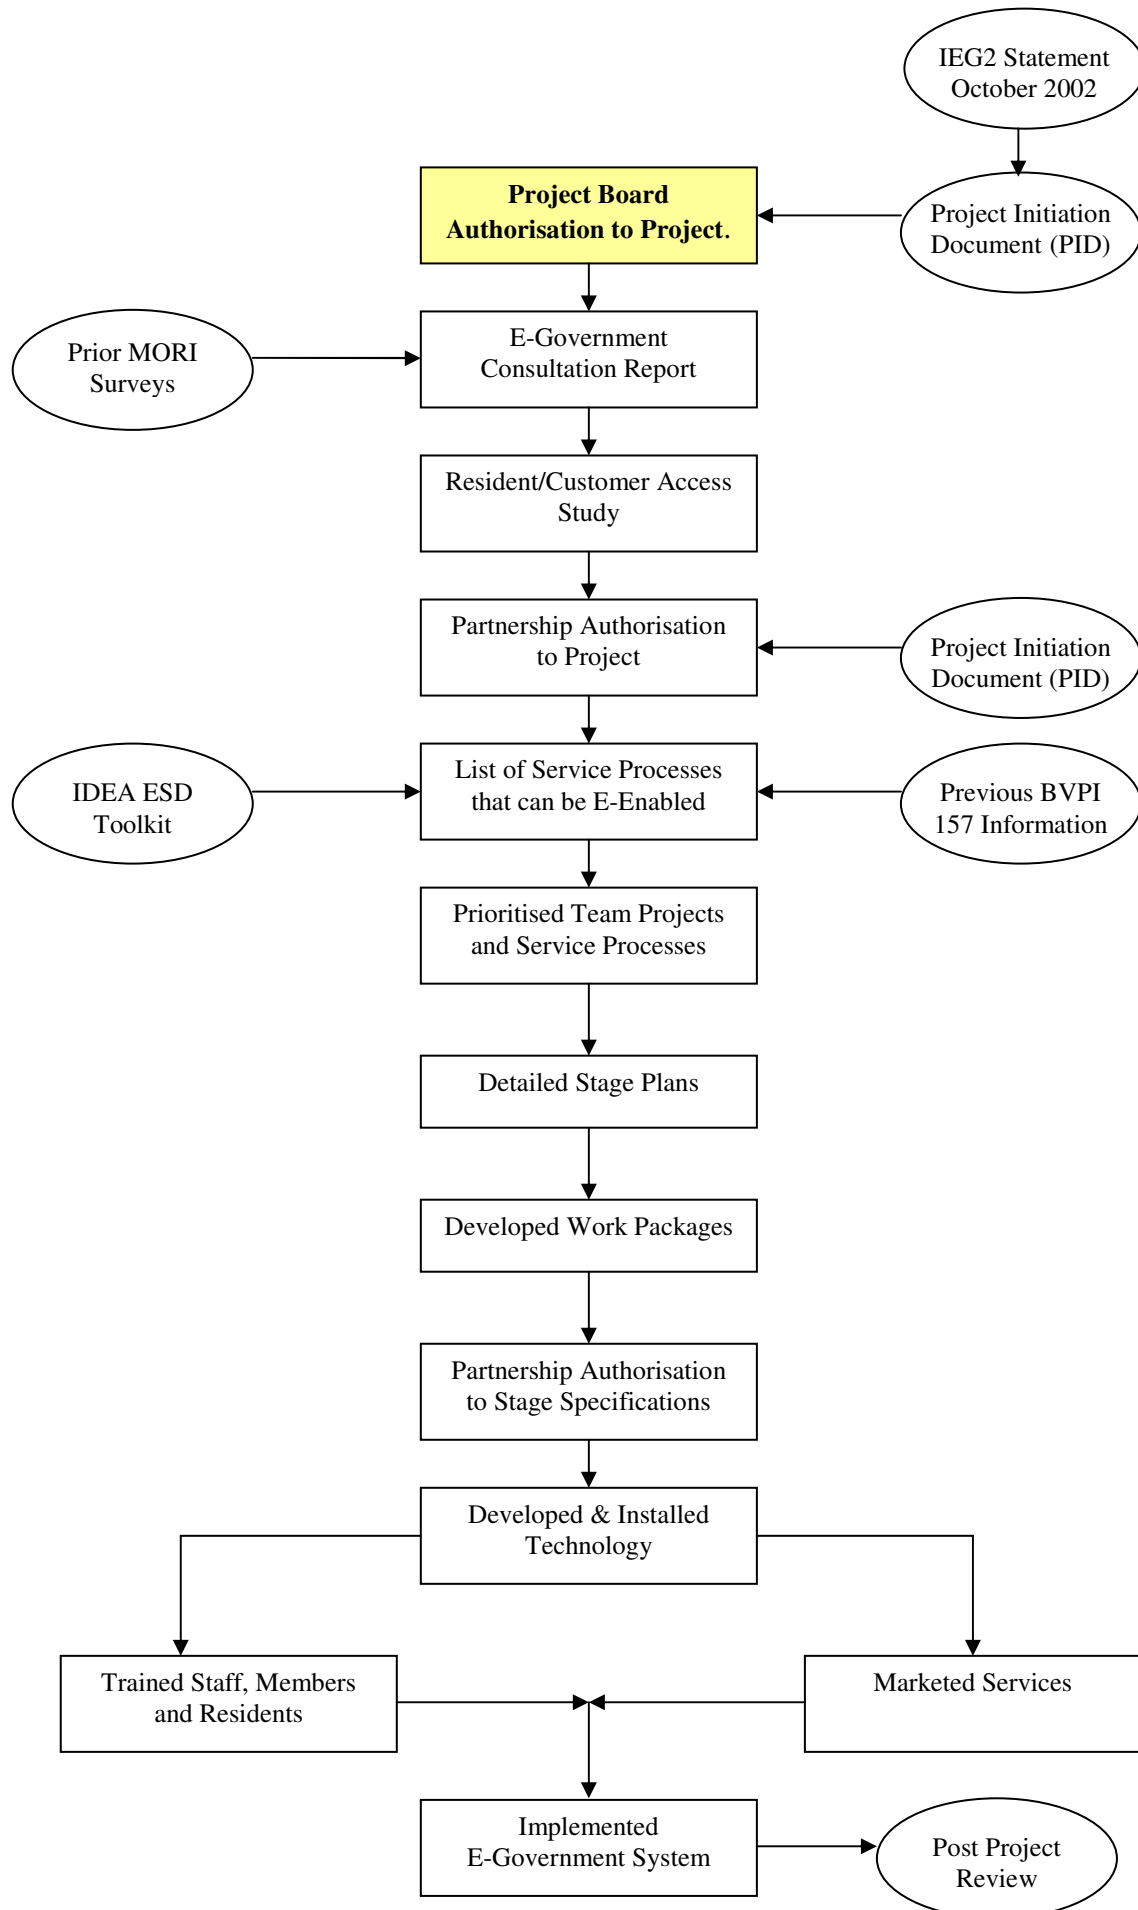 IEG2 Statement
October 2002
Project Board
Authorisation to Project.
Project Initiation
Document (PID)
Prior MORI
Surveys
E-Government
Consultation Report
Resident/Customer Access
Study
Partnership Authorisation
to Project
Project Initiation
Document (PID)
IDEA ESD
Toolkit
List of Service Processes
that can be E-Enabled
Previous BVPI
157 Information
Prioritised Team Projects
and Service Processes
Detailed Stage Plans
Developed Work Packages
Partnership Authorisation
to Stage Specifications
Developed & Installed
Technology
Trained Staff, Members
and Residents
Marketed Services
Implemented
E-Government System
Post Project
Review